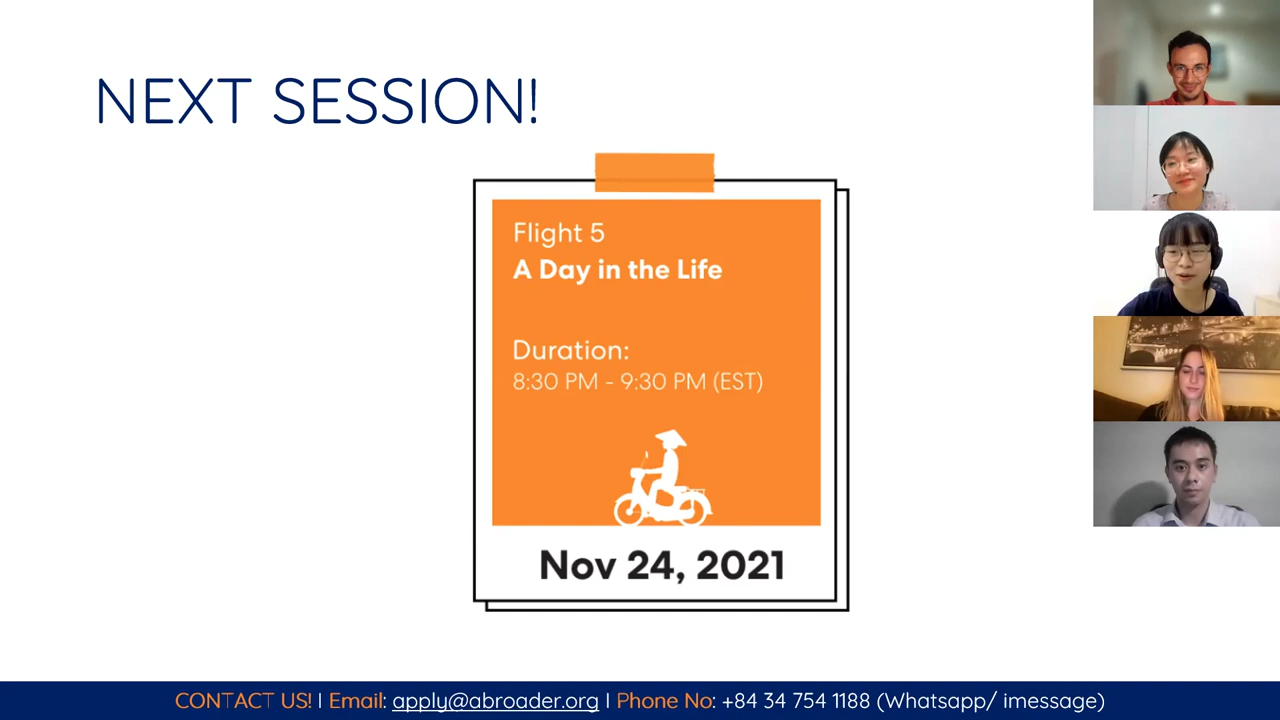 NEXT SESSION!
Flight 5
A Day in the Life
Duration:
8:30 PM - 9:30 PM (EST)
Nov 24, 2021
CONTACT US! | Email: apply@abroader.org | Phone No: +84 34 754 1188 (Whatsapp/ imessage)